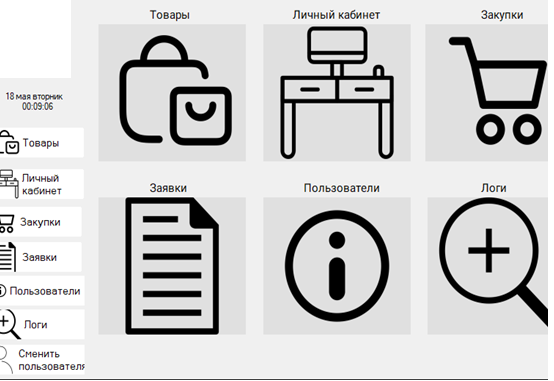 Товары
Личный кабинет
Закупки
18 мая вторник
00:09:06
Товары
Личный
кабинет
Закупки
Заявки
Пользователи
Логи
Сменить
пользователя
Заявки
Пользователи
Логи